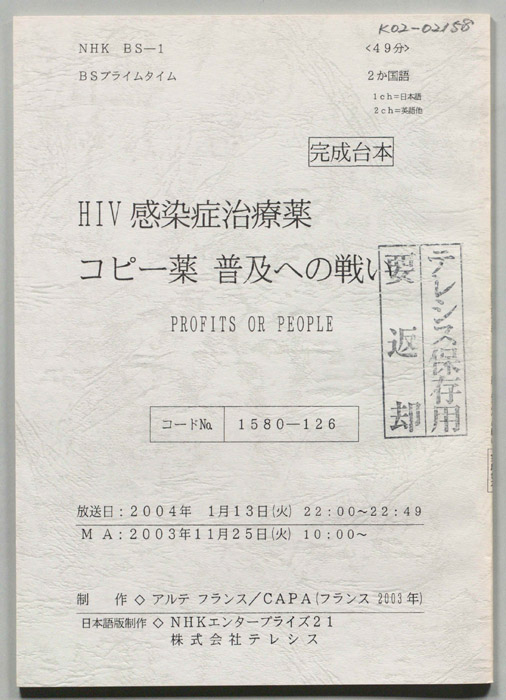 K02-02158
NHK BS-1 <49分>
BSプライムタイム 2か国語
1ch=日本語
2ch=英語他
完成台本
HIV感染症治療薬
コピー薬 普及への戦い
PROFITS OR PEOPLE
テレシス保存用
要返却
コードNo. 1580-126
放送日:2004年 1月13日(火) 22:00~22:49
MA:2003年11月25日(火) 10:00~
制 作◇アルテ フランス/CAPA(フランス 2003年)
日本語版制作◇NHKエンタープライズ21
株式会社テレシス